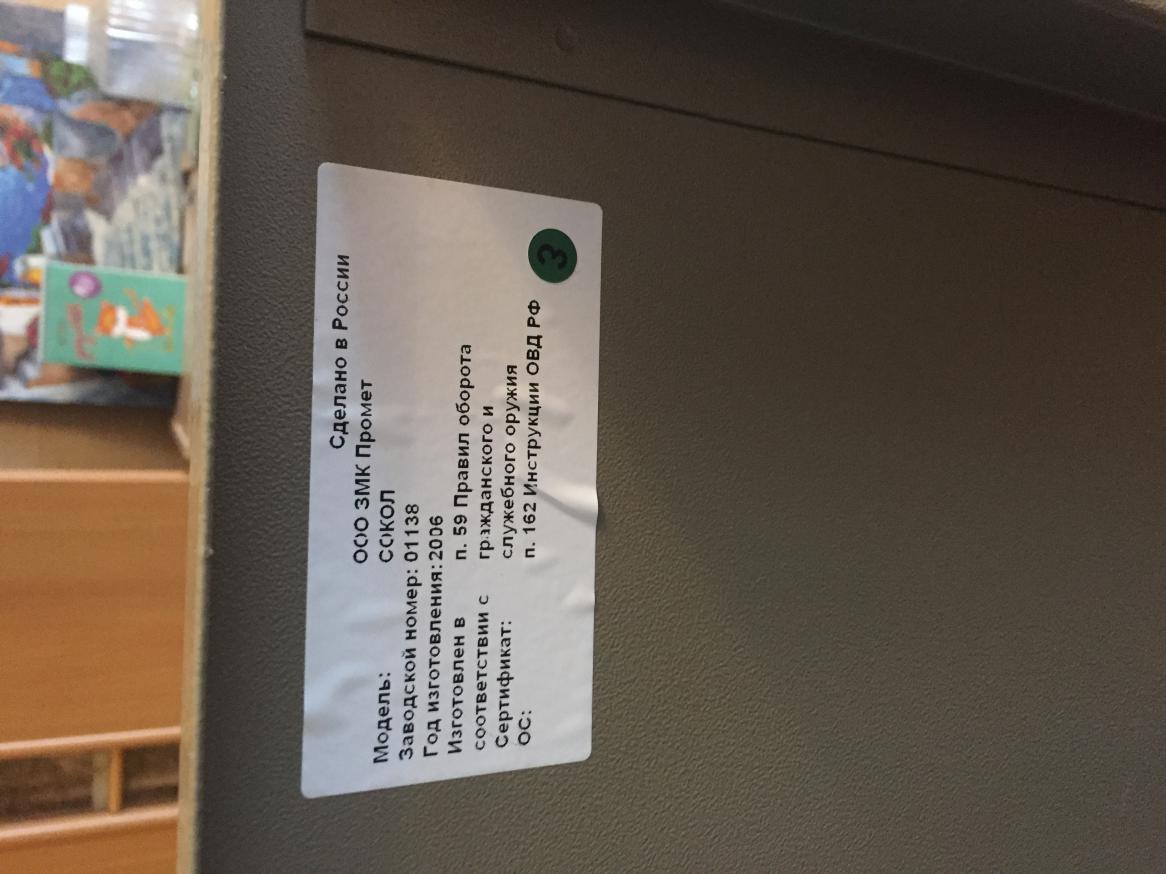 Сделано в России
ООО ЗМК Промет
Модель: СОКОЛ
Заводской номер: 01138
Год изготовления:2006
Изготовлен в п. 59 Правил оборота
соответствии с гражданского и
Сертификат: служебного оружия
ОС: п. 162 Инструкции ОВД РФ
3